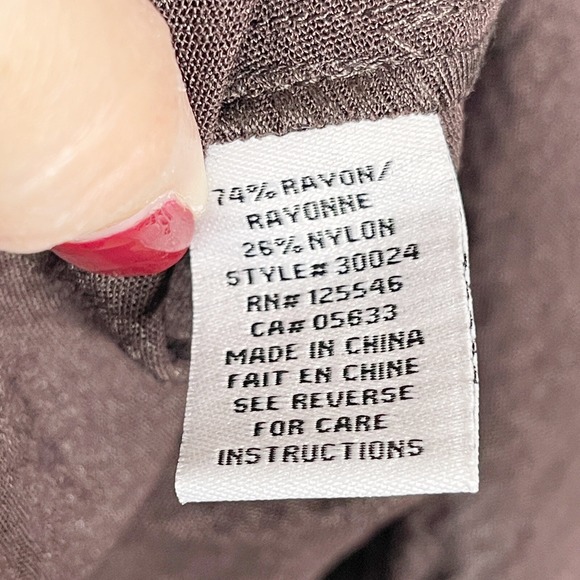 74% RAYON/
RAYONNE
26% NYLON
STYLE# 30024
RN# 125546
CA# 05633
MADE IN CHINA
FAIT EN CHINE
SEE REVERSE
FOR CARE
INSTRUCTIONS